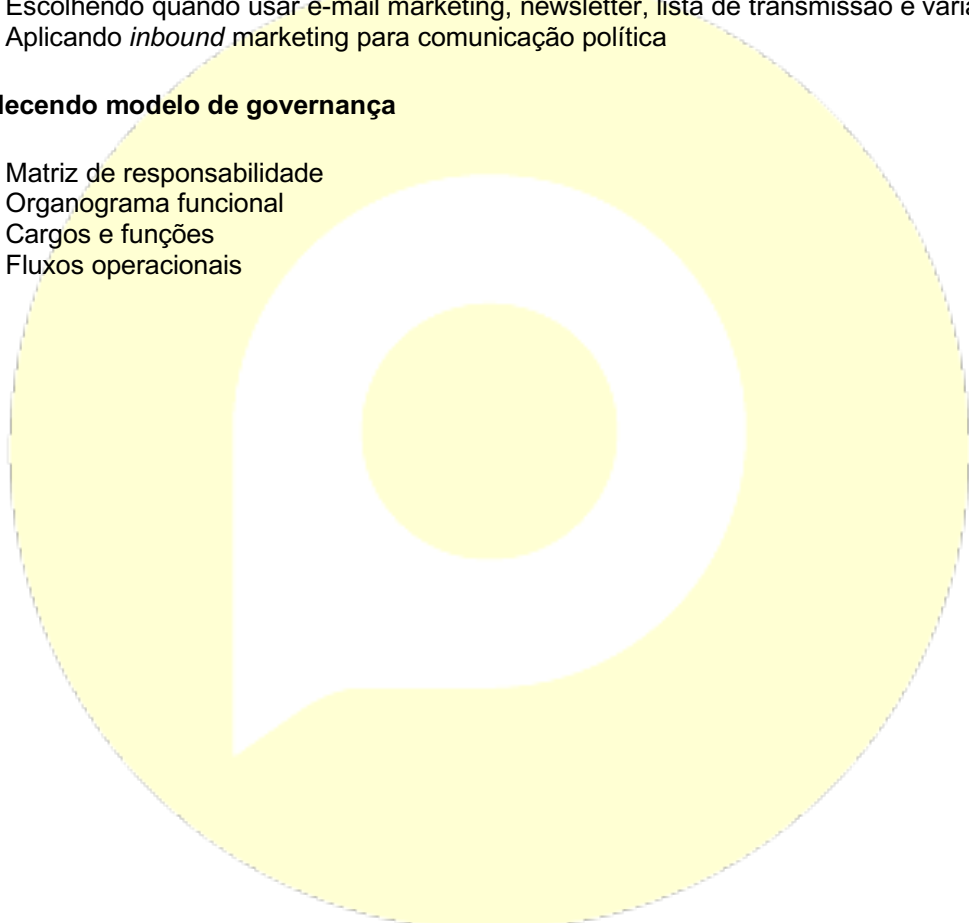 Escolhendo quando usar e-mail marketing, newsletter, lista de transmissão e
Aplicando inbound marketing para comunicação política
modelo de governança
Matriz de responsabilidade
Organograma funcional
Cargos e funções
Fluxos operacionais